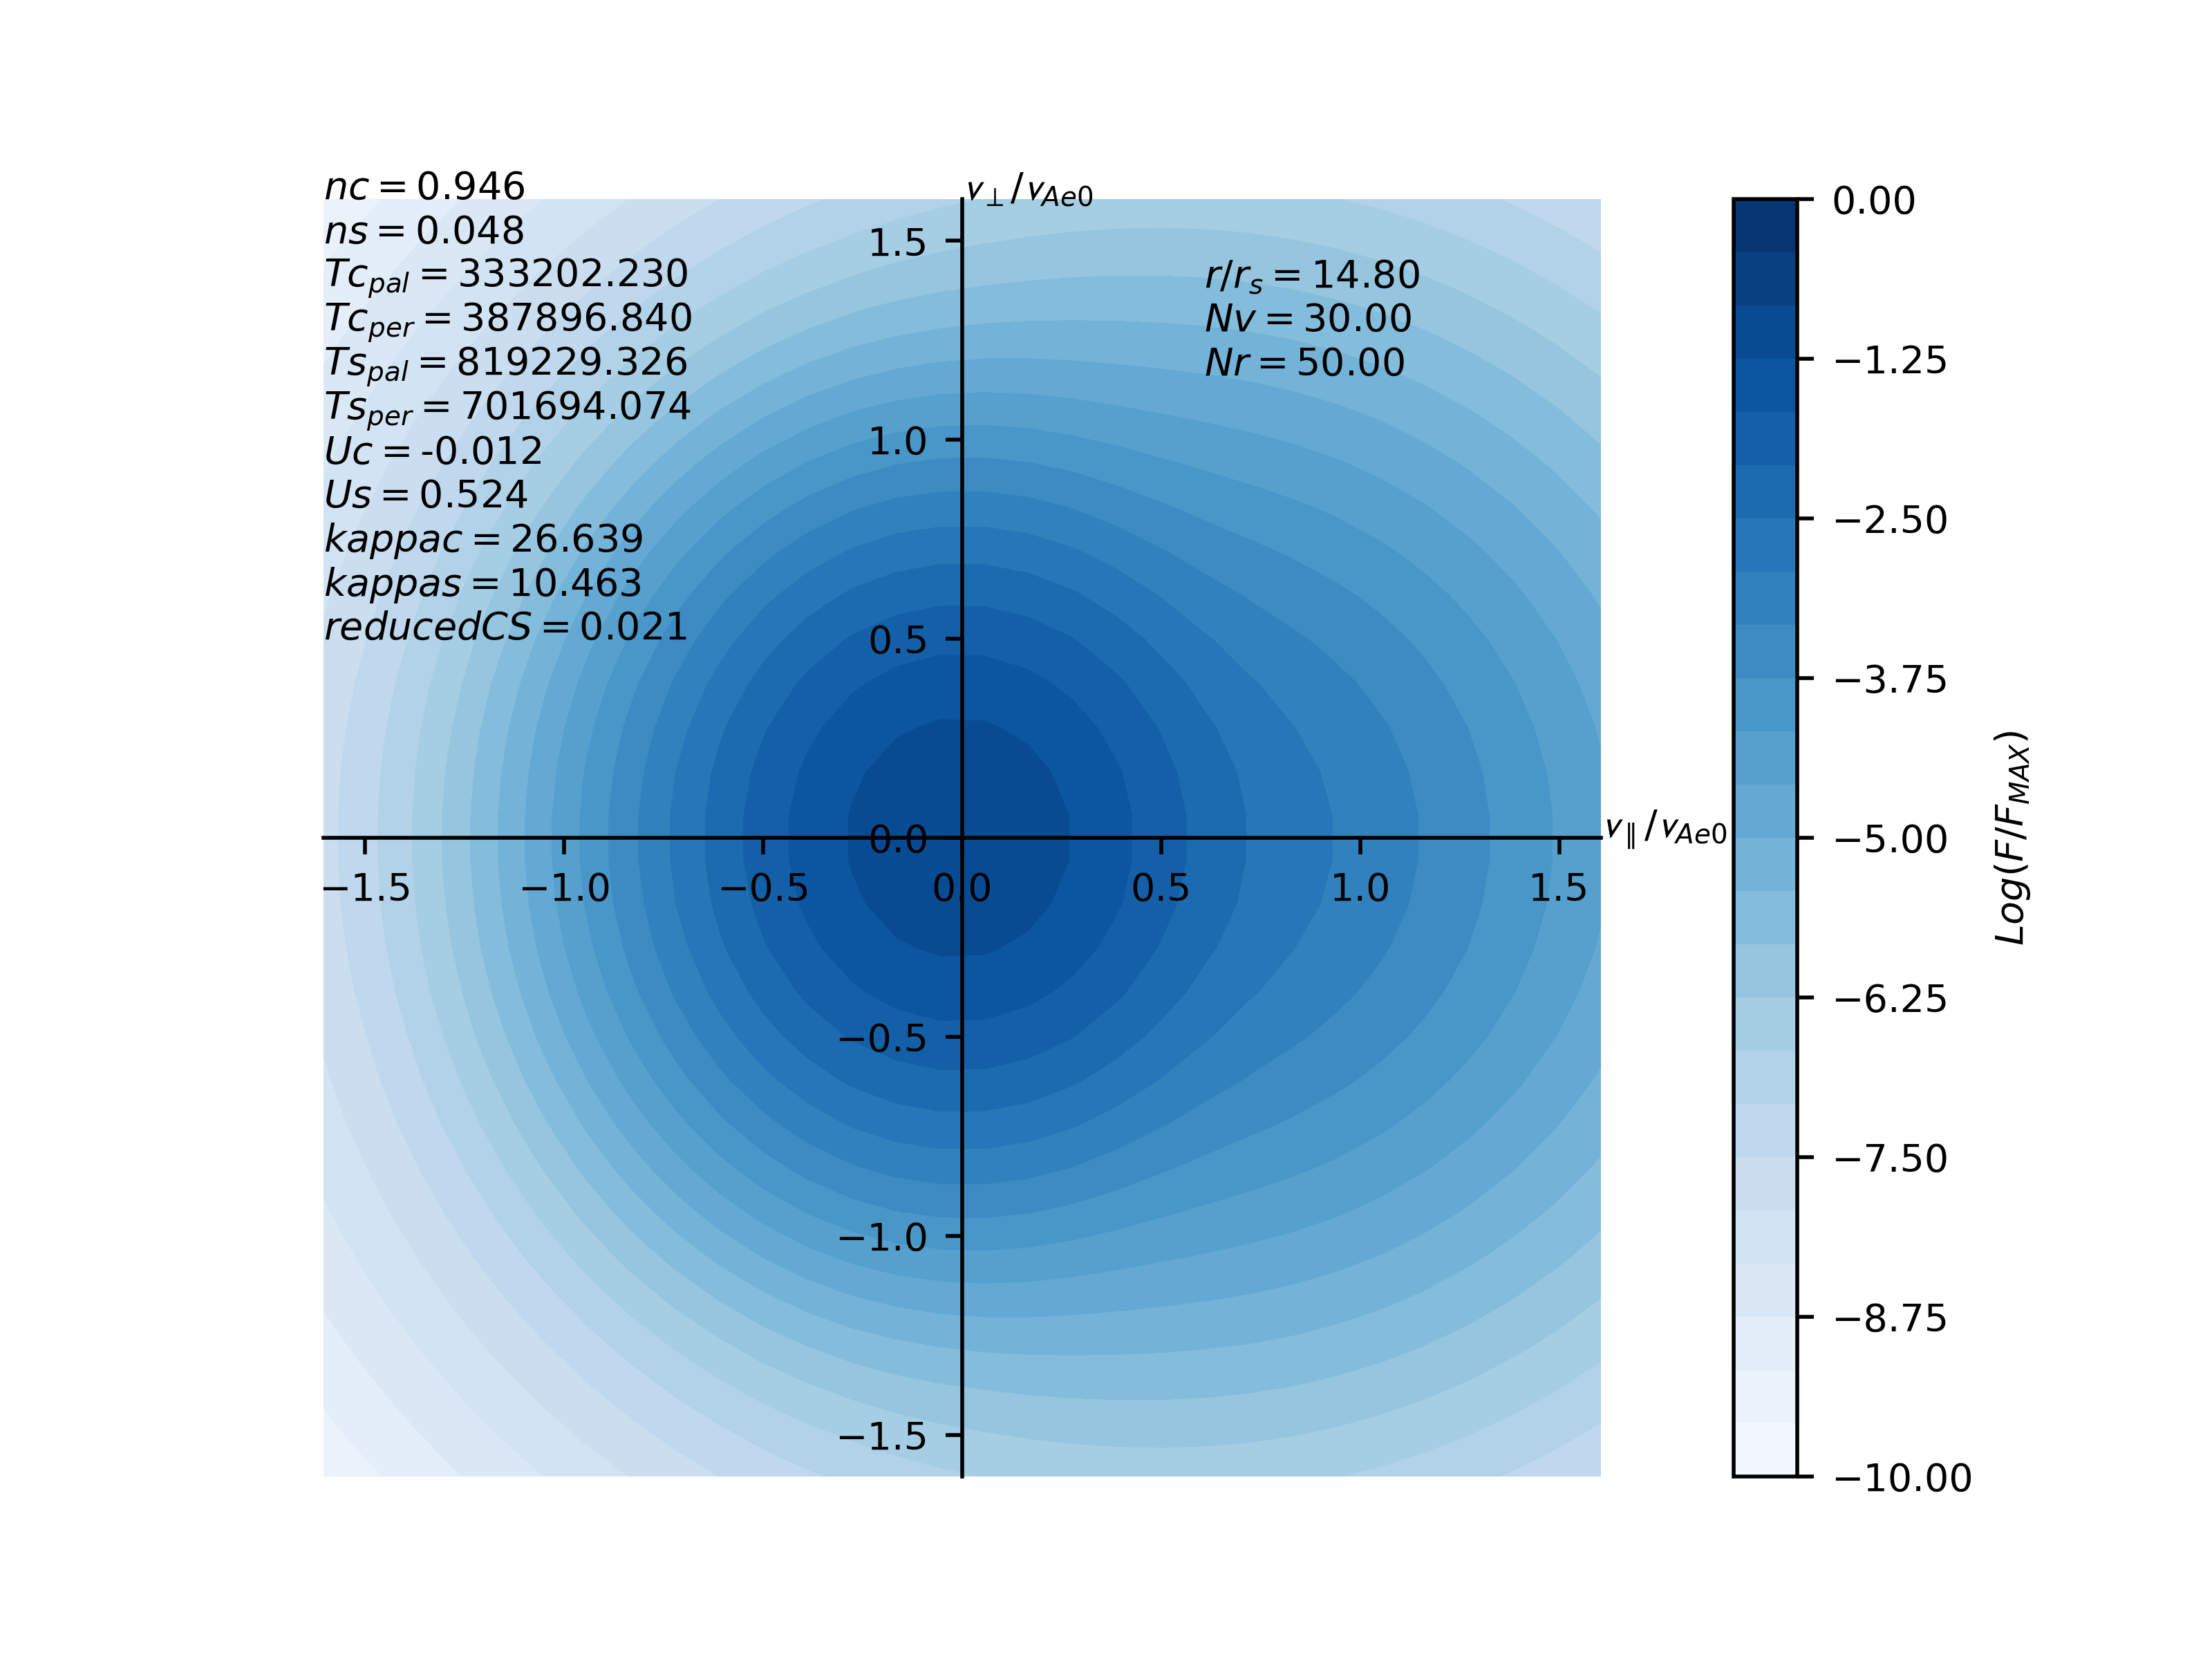 nc = 0.946
ns = 0.048
Tc_pal = 333202.230
Tc_per = 387896.840
Ts_pal = 819229.326
Ts_per = 701694.074
Uc = -0.012
Us = 0.524
kappac = 26.639
kappas = 10.463
reducedCS = 0.021
v⊥/v_Ae0
r/r_s = 14.80
Nv = 30.00
Nr = 50.00
1.5
1.0
0.5
0.0
−0.5
−1.0
−1.5
−1.5 −1.0 −0.5 0.0 0.5 1.0 1.5
v∥/v_Ae0
0.00
−1.25
−2.50
−3.75
−5.00
−6.25
−7.50
−8.75
−10.00
Log(F/F_MAX)